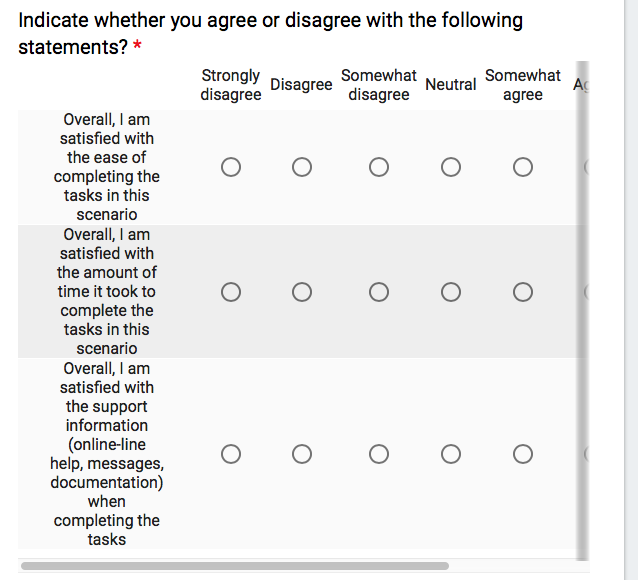 Indicate whether you agree or disagree with the following
statements? *
Strongly disagree Disagree Somewhat disagree Neutral Somewhat agree
Overall, I am
satisfied with
the ease of
completing the
tasks in this
scenario
Overall, I am
satisfied with
the amount of
time it took to
complete the
tasks in this
scenario
Overall, I am
satisfied with
the support
information
(online-line
help, messages,
documentation)
when
completing the
tasks